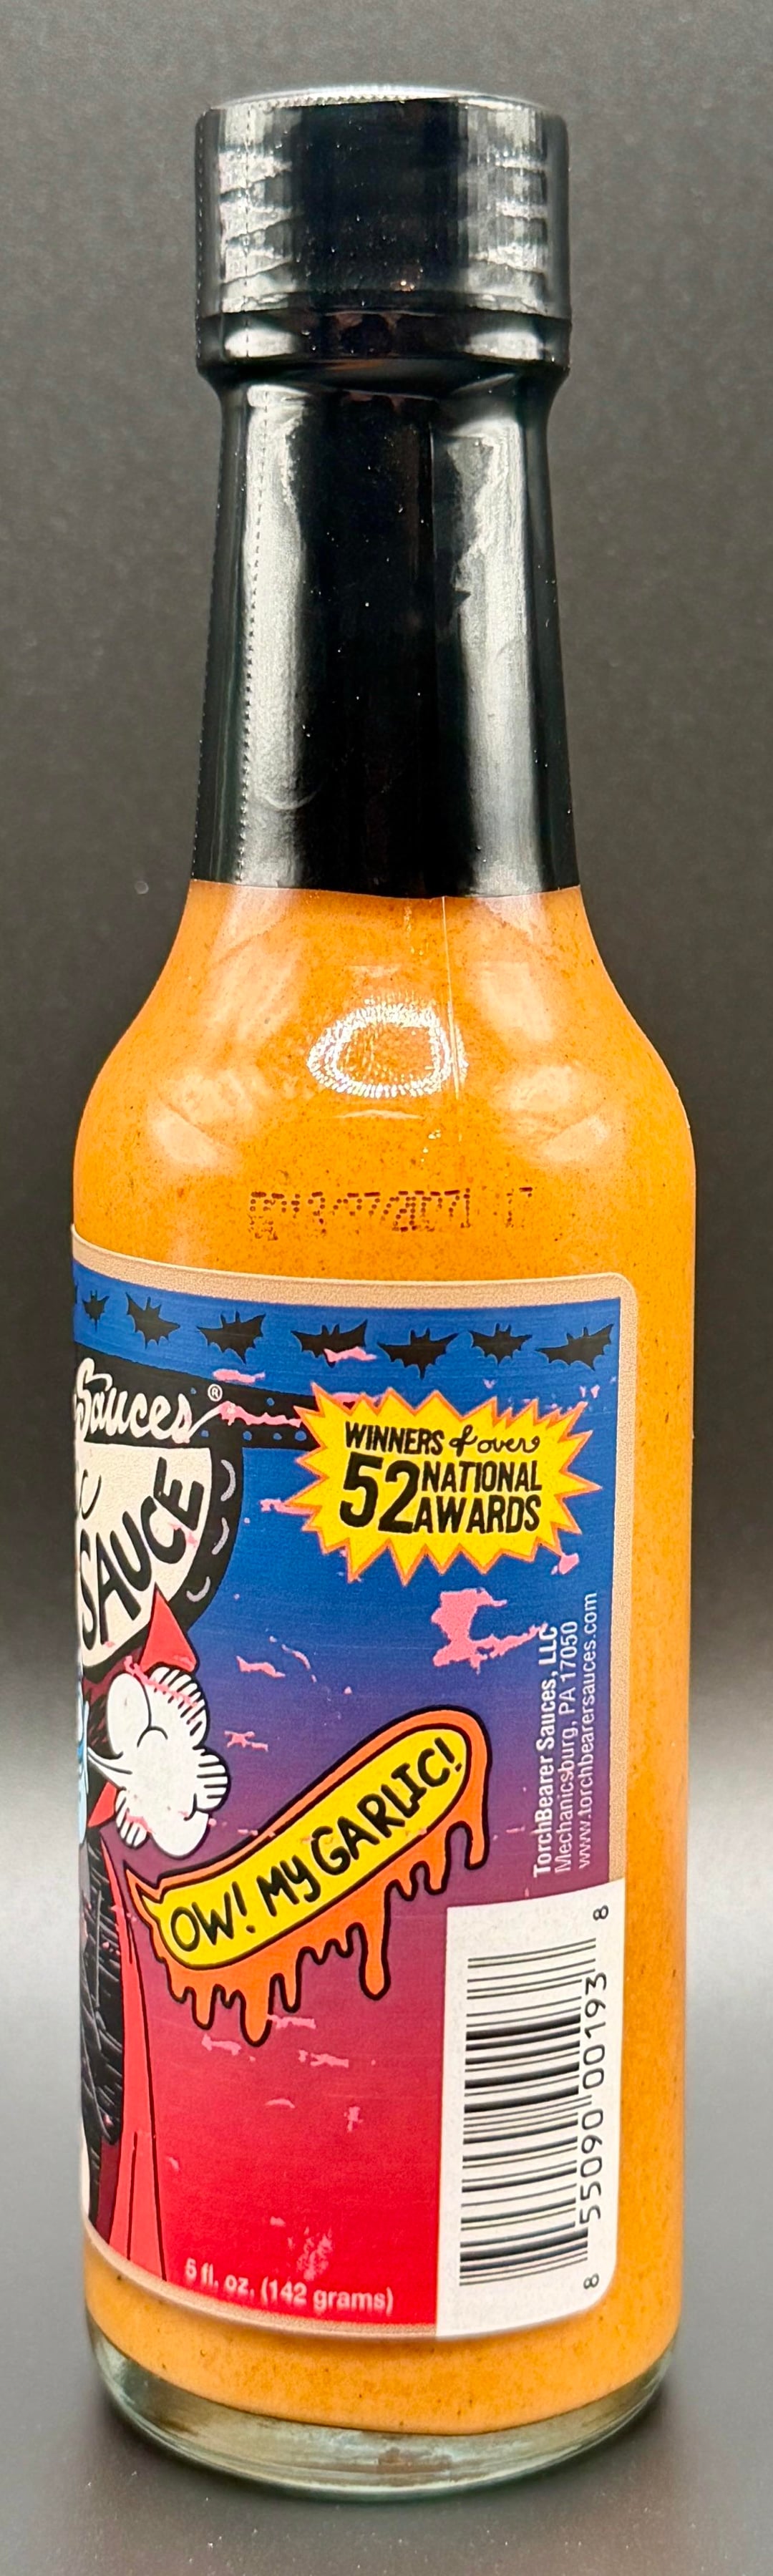 Sauces®
SAUCE
WINNERS of over
52 NATIONAL
AWARDS
OW! MY GARLIC!
TorchBearer Sauces, LLC
Mechanicsburg, PA 17050
www.torchbearersauces.com
8 55090 00193 8
5 fl. oz. (142 grams)